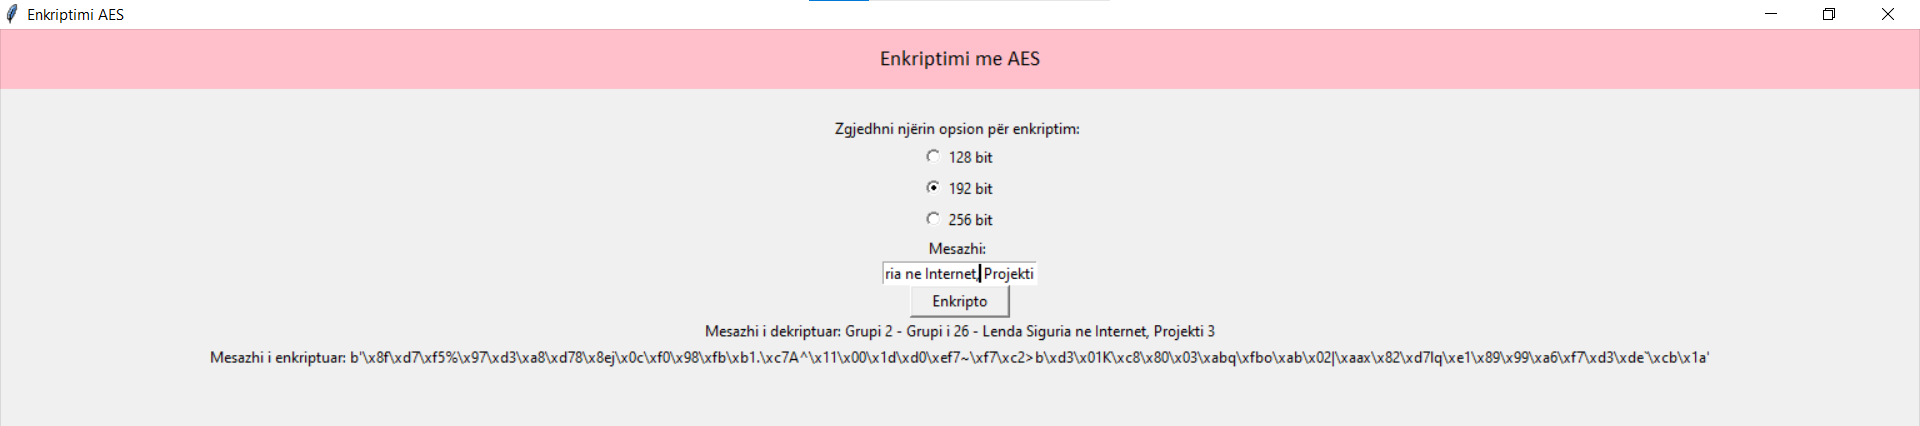 Enkriptimi AES
Enkriptimi me AES
Zgjedhni njërin opsion për enkriptim:
128 bit
192 bit
256 bit
Mesazhi:
ria ne Internet, Projekti
Enkripto
Mesazhi i dekriptuar: Grupi 2 - Grupi i 26 - Lenda Siguria ne Internet, Projekti 3
Mesazhi i enkriptuar: b'\x8f\xd7\xf5%\x97\xd3\xa8\xd78\x8ej\x0c\xf0\x98\xfb\xb1.\xc7A^\x11\x00\x1d\xd0\xef7~\xf7\xc2>b\xd3\x01K\xc8\x80\x03\xabq\xfbo\xab\x02|\xaax\x82\xd7lq\xe1\x89\x99\xa6\xf7\xd3\xde`\xcb\x1a'